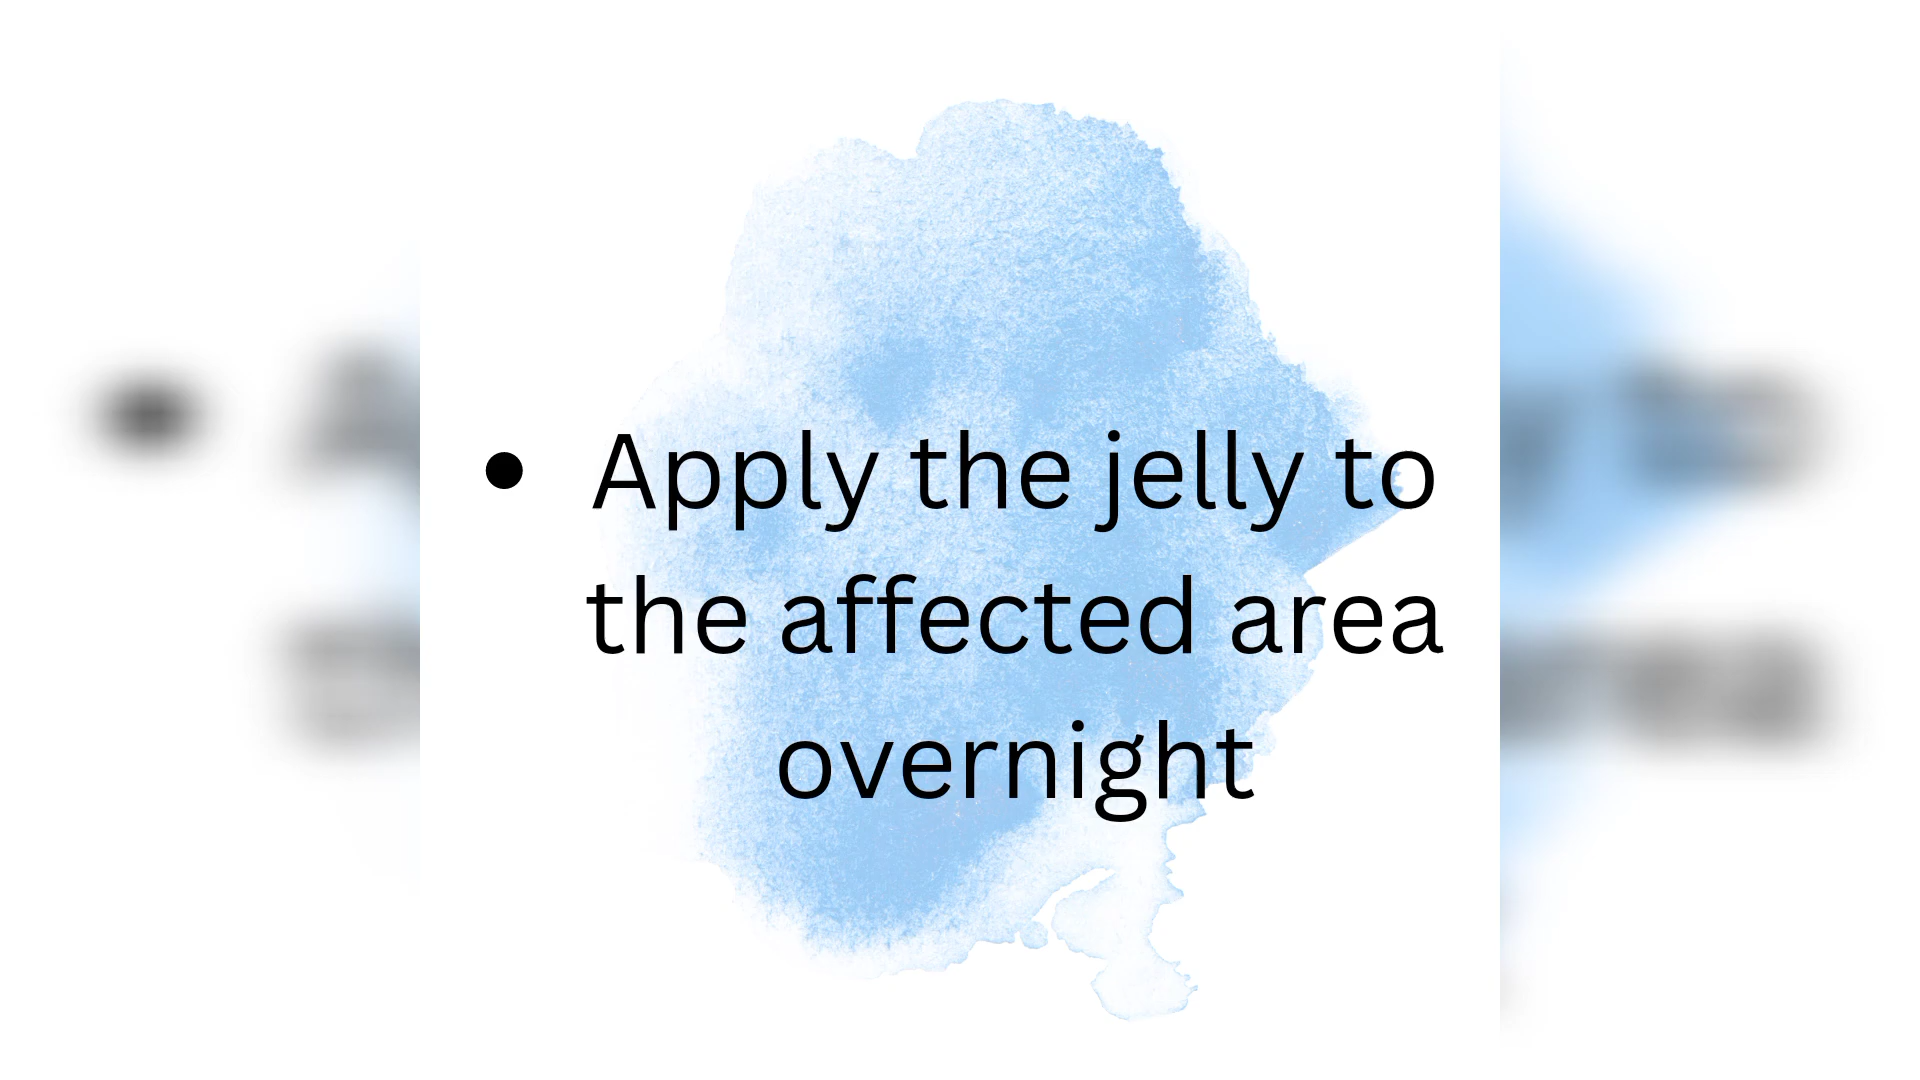 • Apply the jelly to
the affected area
overnight